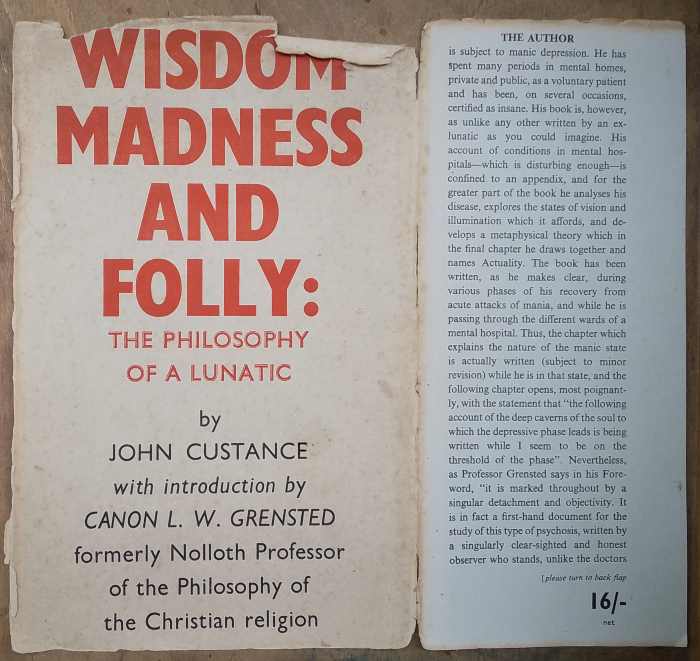 WISDOM
MADNESS
AND
FOLLY:
THE PHILOSOPHY
OF A LUNATIC
by
JOHN CUSTANCE
with introduction by
CANON L. W. GRENSTED
formerly Nolloth Professor
of the Philosophy of
the Christian religion
THE AUTHOR
is subject to manic depression. He has
spent many periods in mental homes,
private and public, as a voluntary patient
and has been, on several occasions,
certified as insane. His book is, however,
as unlike any other written by an ex-
lunatic as you could imagine. His
account of conditions in mental hos-
pitals—which is disturbing enough—is
confined to an appendix, and for the
greater part of the book he analyses his
disease, explores the states of vision and
illumination which it affords, and de-
velops a metaphysical theory which in
the final chapter he draws together and
names Actuality. The book has been
written, as he makes clear, during
various phases of his recovery from
acute attacks of mania, and while he is
passing through the different wards of a
mental hospital. Thus, the chapter which
explains the nature of the manic state
is actually written (subject to minor
revision) while he is in that state, and the
following chapter opens, most poignant-
ly, with the statement that "the following
account of the deep caverns of the soul to
which the depressive phase leads is being
written while I seem to be on the
threshold of the phase". Nevertheless,
as Professor Grensted says in his Fore-
word, "it is marked throughout by a
singular detachment and objectivity. It
is in fact a first-hand document for the
study of this type of psychosis, written by
a singularly clear-sighted and honest
observer who stands, unlike the doctors
[please turn to back flap
16/-
net